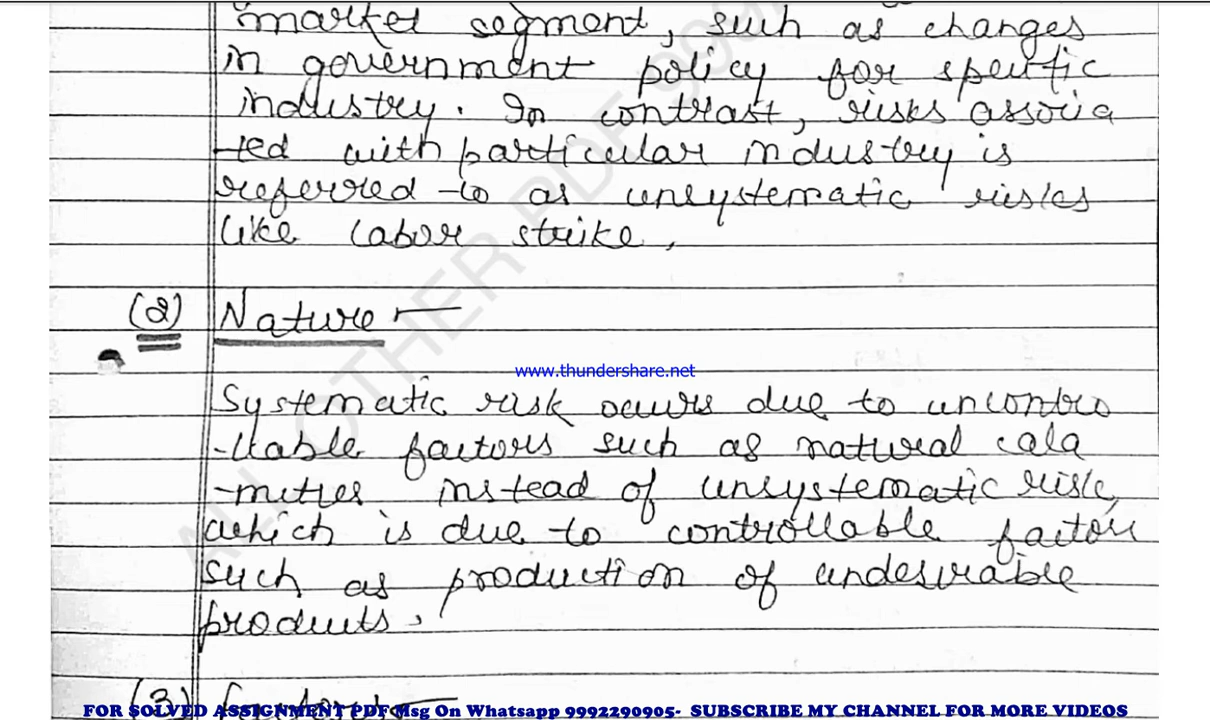 market segment, such as changes
in government policy for specific
industry. In contrast, risks associa
-ted with particular industry is
referred to as unsystematic risks
like labor strike,
(2) Nature —
www.thundershare.net
Systematic risk occurs due to uncontro
-llable factors such as natural cala
-mities instead of unsystematic risk,
which is due to controllable factors
such as production of undesirable
products.
(3)
FOR SOLVED ASSIGNMENT PDF Msg On Whatsapp 9992290905- SUBSCRIBE MY CHANNEL FOR MORE VIDEOS